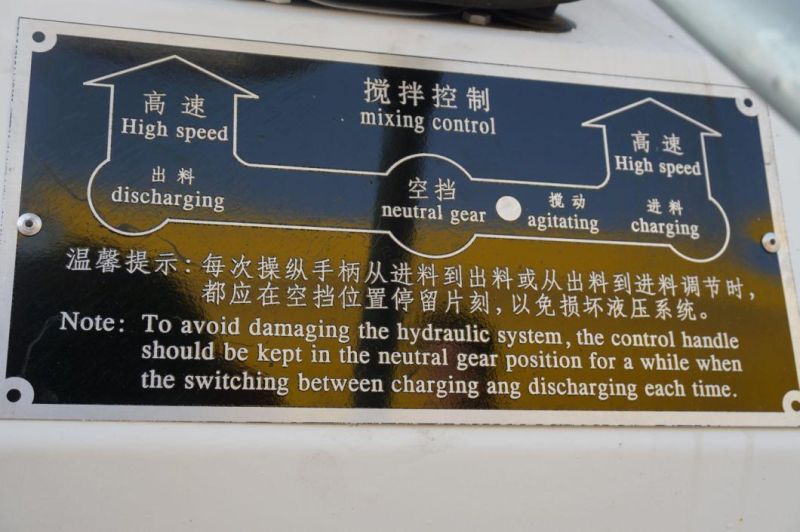 搅拌控制
mixing control
高速
High speed
高速
High speed
出料
discharging
空挡
neutral gear
搅动
agitating
进料
charging
温馨提示：每次操纵手柄从进料到出料或从出料到进料调节时，
都应在空挡位置停留片刻，以免损坏液压系统。
Note: To avoid damaging the hydraulic system, the control handle
should be kept in the neutral gear position for a while when
the switching between charging ang discharging each time.